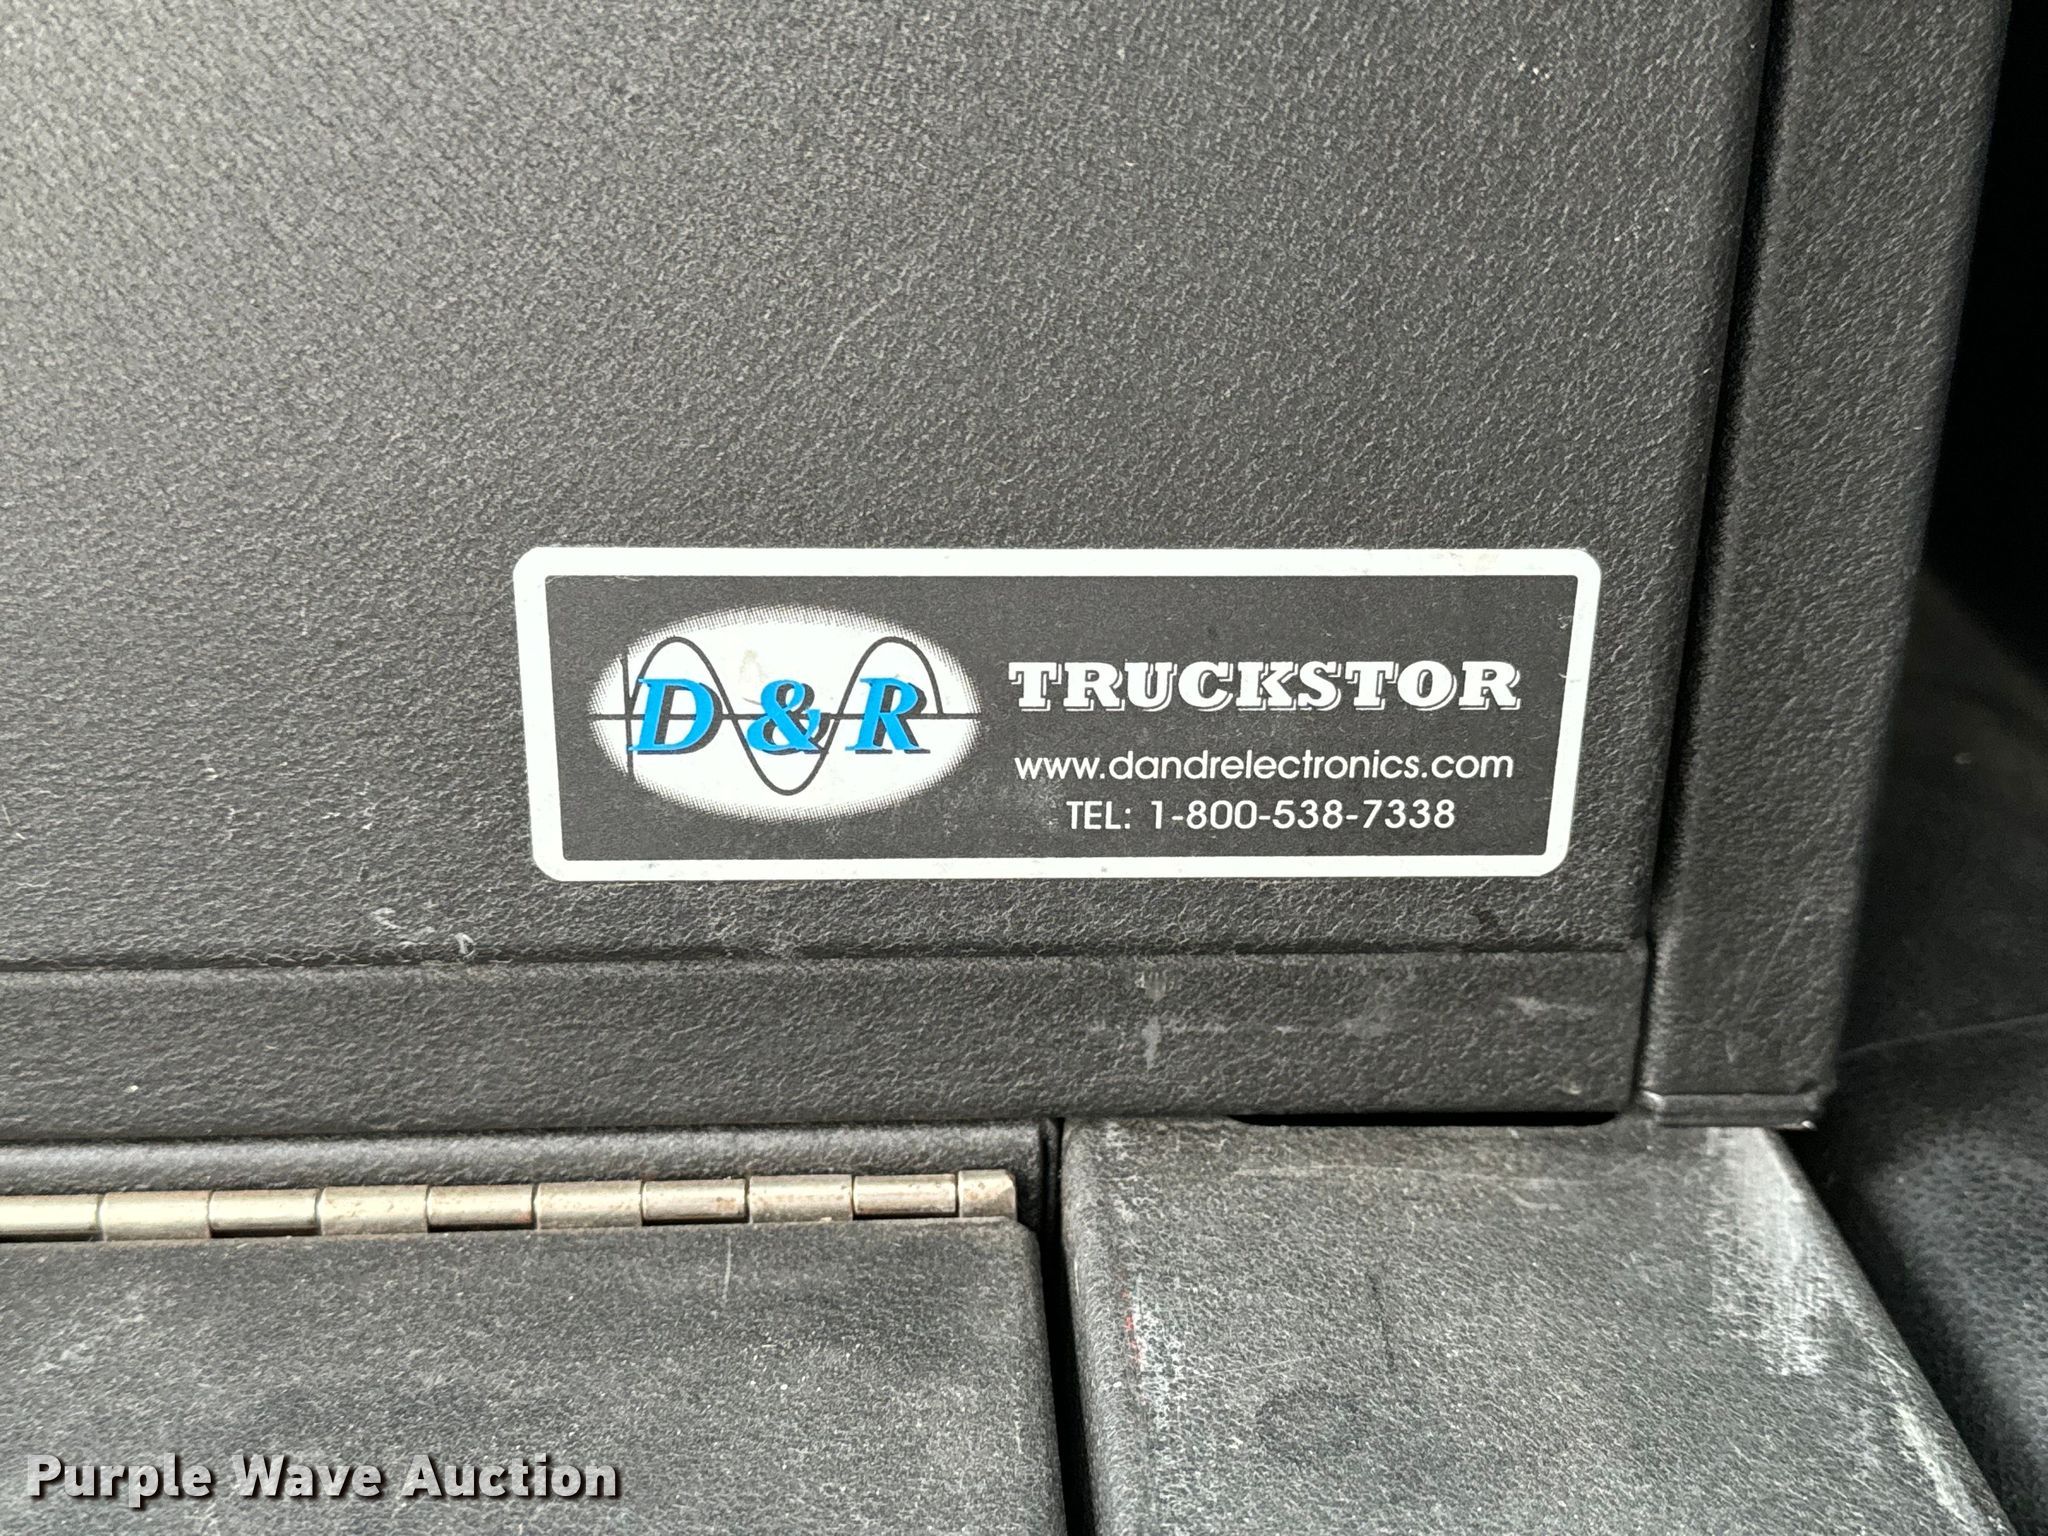 D & R
TRUCKSTOR
www.dandrelectronics.com
TEL: 1-800-538-7338
Purple Wave Auction